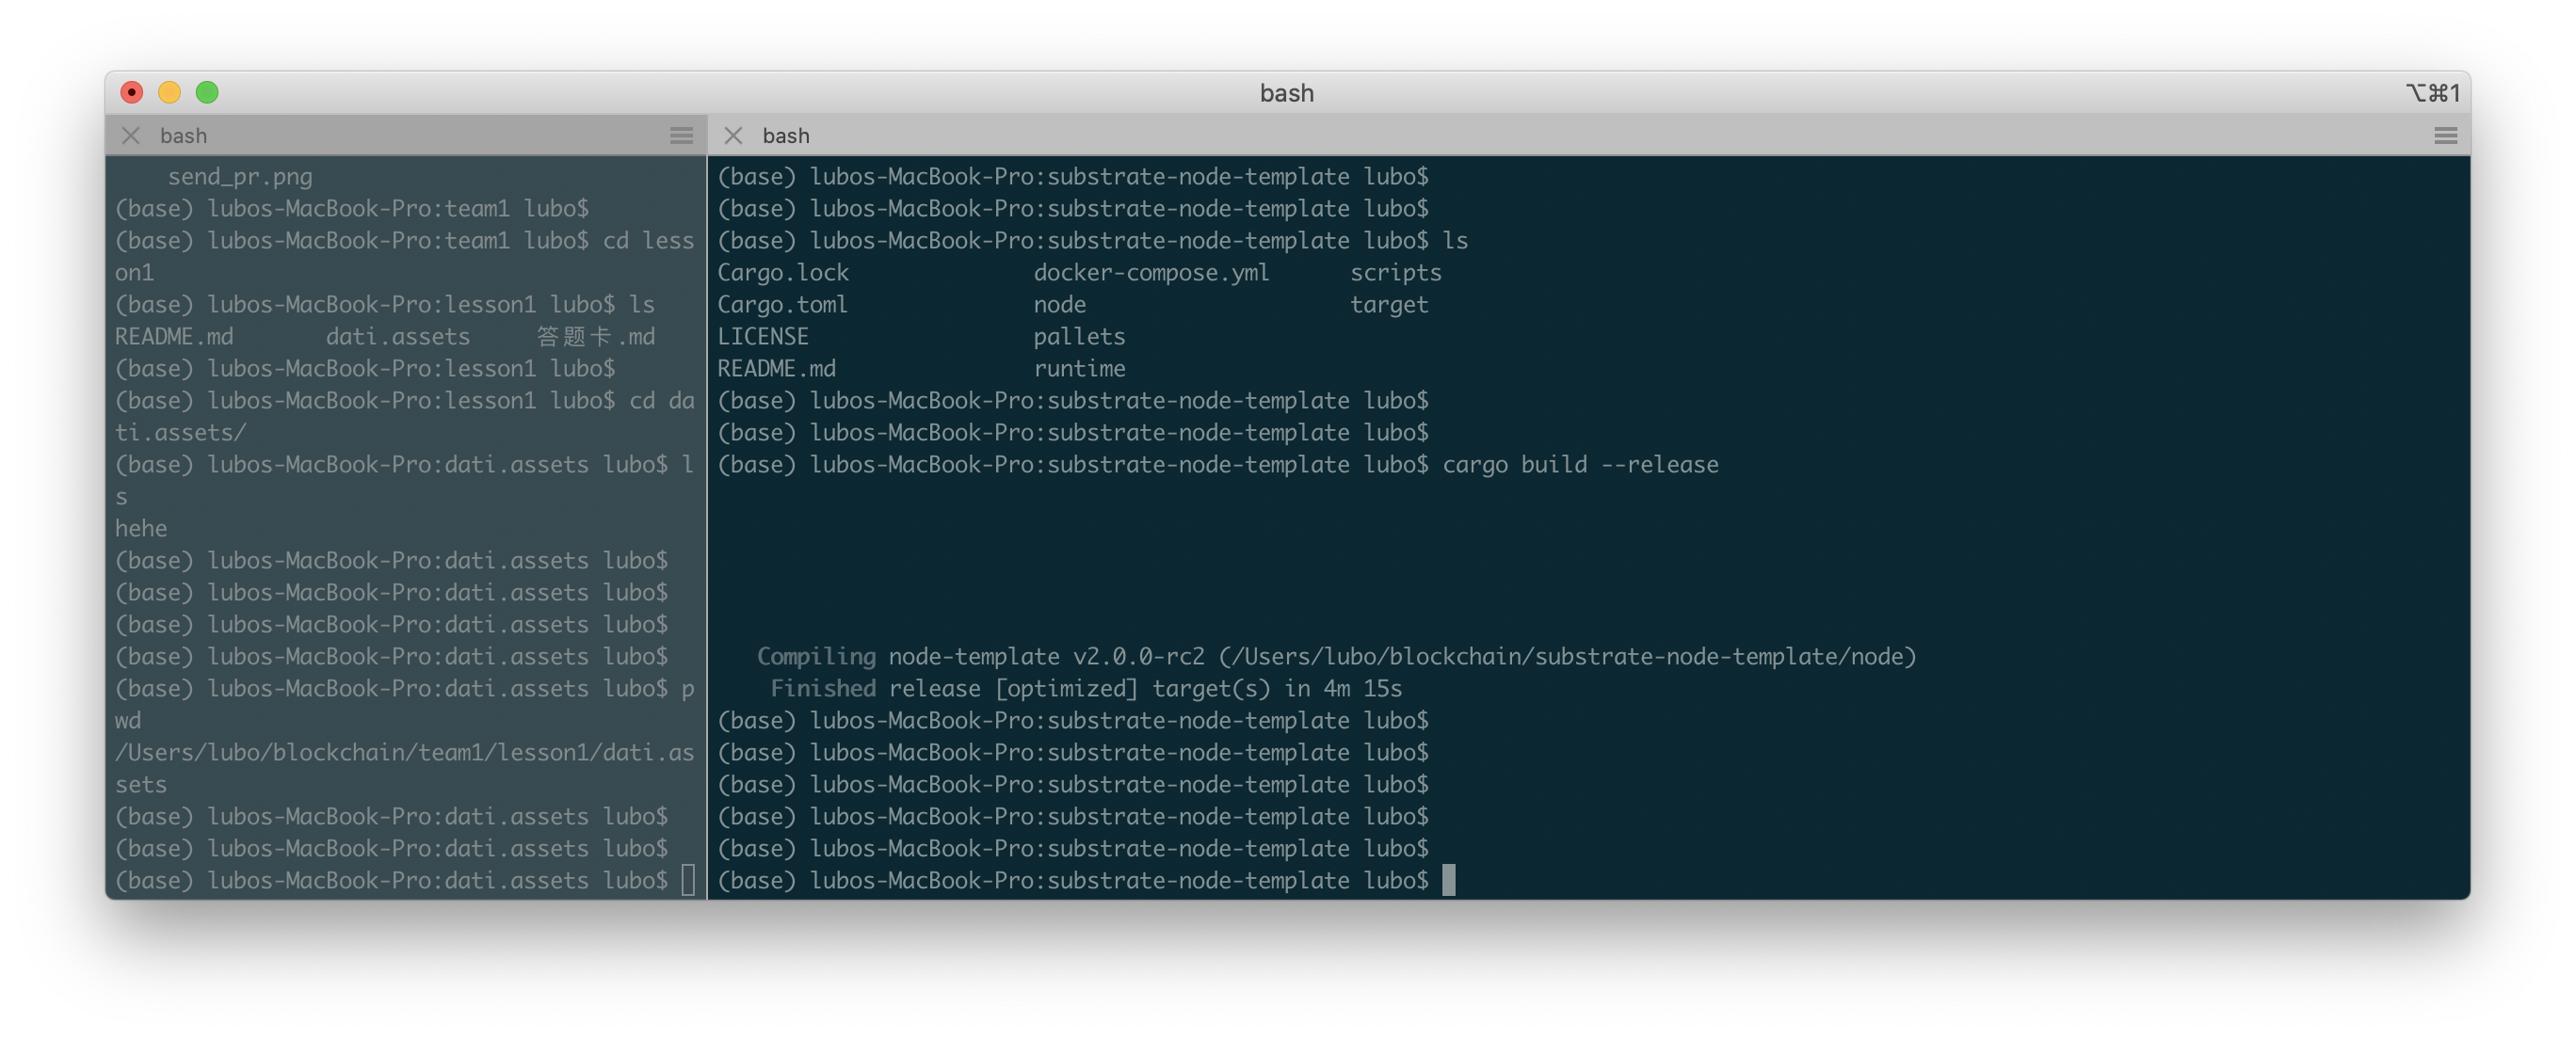 bash
⌥⌘1
bash
send_pr.png
(base) lubos-MacBook-Pro:team1 lubo$
(base) lubos-MacBook-Pro:team1 lubo$ cd less
on1
(base) lubos-MacBook-Pro:lesson1 lubo$ ls
README.md dati.assets 答题卡.md
(base) lubos-MacBook-Pro:lesson1 lubo$
(base) lubos-MacBook-Pro:lesson1 lubo$ cd da
ti.assets/
(base) lubos-MacBook-Pro:dati.assets lubo$ l
s
hehe
(base) lubos-MacBook-Pro:dati.assets lubo$
(base) lubos-MacBook-Pro:dati.assets lubo$
(base) lubos-MacBook-Pro:dati.assets lubo$
(base) lubos-MacBook-Pro:dati.assets lubo$
(base) lubos-MacBook-Pro:dati.assets lubo$ p
wd
/Users/lubo/blockchain/team1/lesson1/dati.as
sets
(base) lubos-MacBook-Pro:dati.assets lubo$
(base) lubos-MacBook-Pro:dati.assets lubo$
(base) lubos-MacBook-Pro:dati.assets lubo$
bash
(base) lubos-MacBook-Pro:substrate-node-template lubo$
(base) lubos-MacBook-Pro:substrate-node-template lubo$
(base) lubos-MacBook-Pro:substrate-node-template lubo$ ls
Cargo.lock docker-compose.yml scripts
Cargo.toml node target
LICENSE pallets
README.md runtime
(base) lubos-MacBook-Pro:substrate-node-template lubo$
(base) lubos-MacBook-Pro:substrate-node-template lubo$
(base) lubos-MacBook-Pro:substrate-node-template lubo$ cargo build --release
Compiling node-template v2.0.0-rc2 (/Users/lubo/blockchain/substrate-node-template/node)
Finished release [optimized] target(s) in 4m 15s
(base) lubos-MacBook-Pro:substrate-node-template lubo$
(base) lubos-MacBook-Pro:substrate-node-template lubo$
(base) lubos-MacBook-Pro:substrate-node-template lubo$
(base) lubos-MacBook-Pro:substrate-node-template lubo$
(base) lubos-MacBook-Pro:substrate-node-template lubo$
(base) lubos-MacBook-Pro:substrate-node-template lubo$